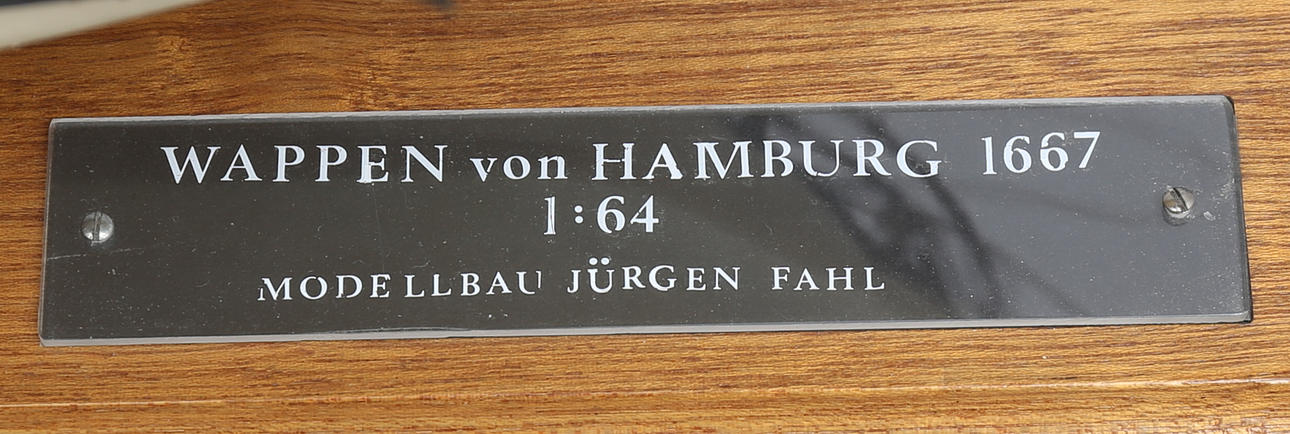 WAPPEN von HAMBURG 1667
1:64
MODELLBAU JÜRGEN FAHL